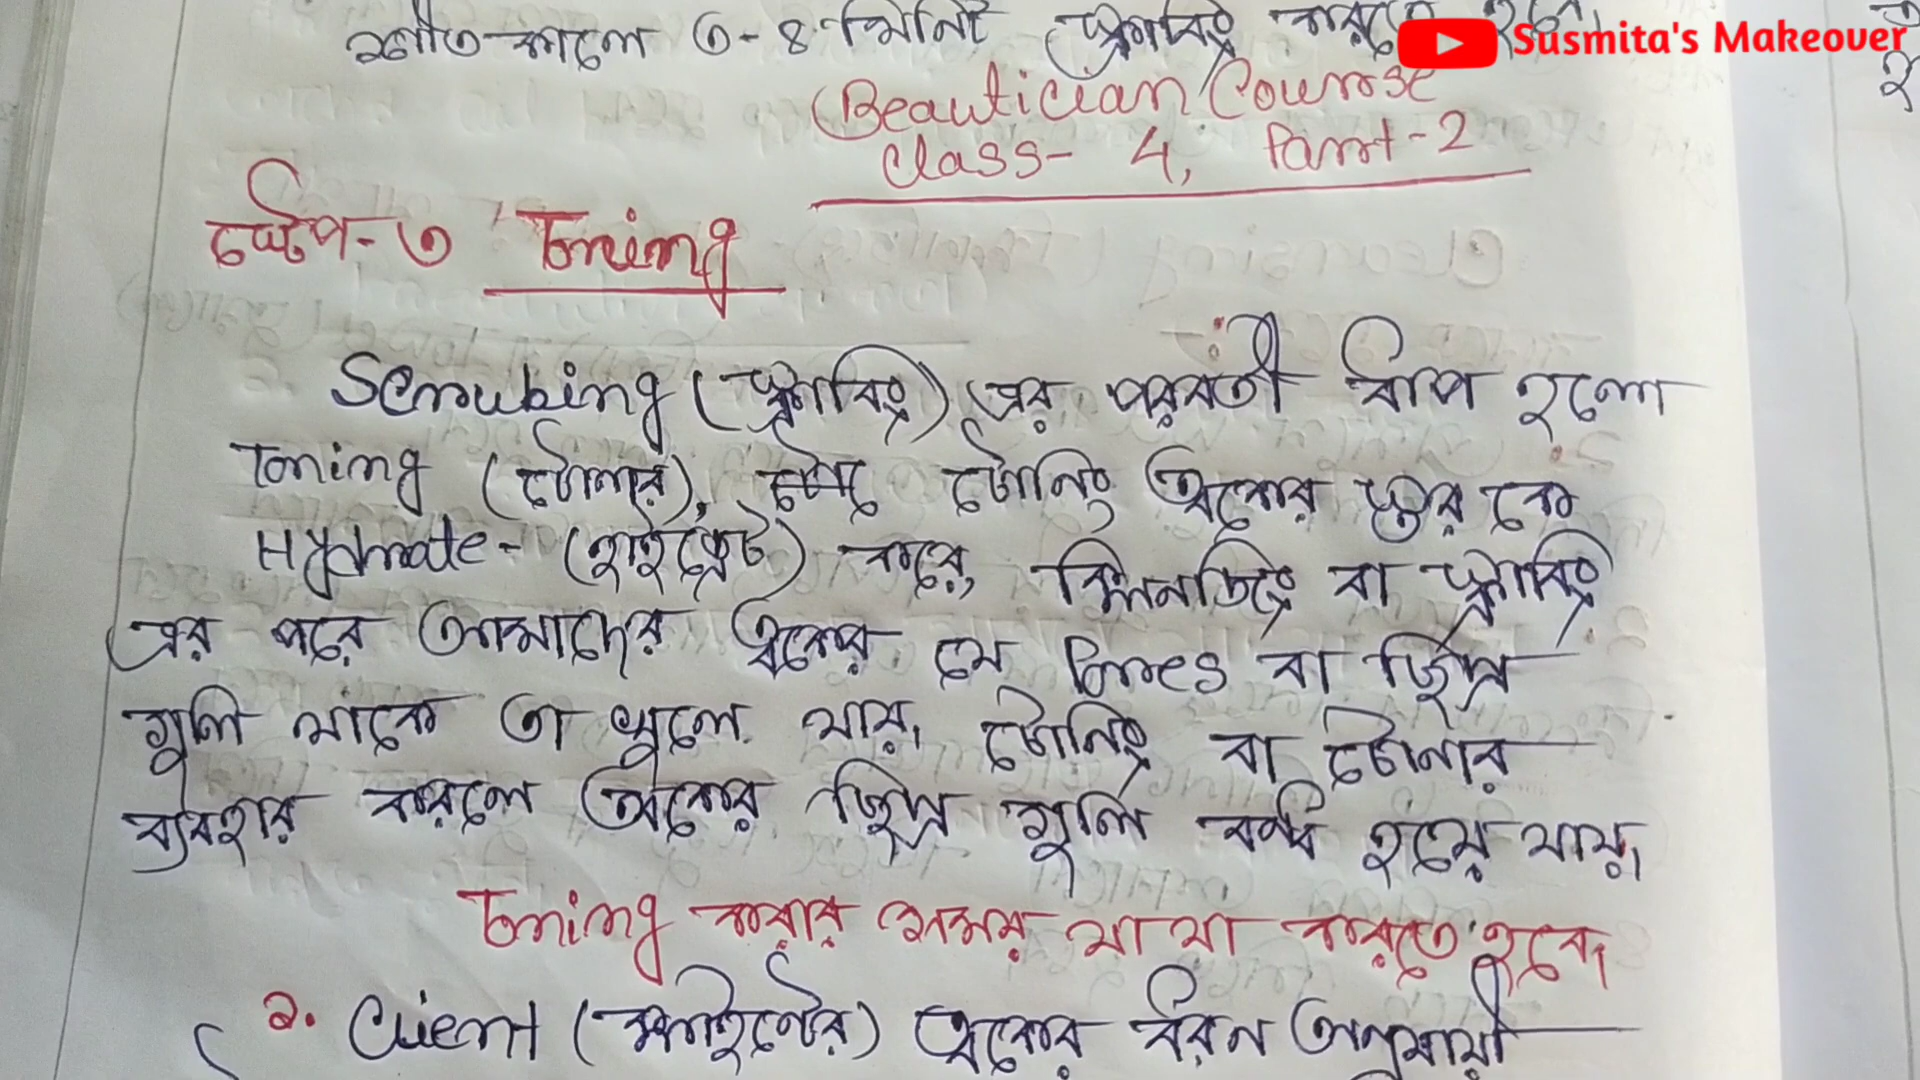 শীতকালে ৩-৪ মিনিট স্ক্রাবিং করতে হবে,
Susmita's Makeover
Beautician Course
Class- 4, Part-2
স্টেপ-৩ Toning
Scrubing (স্ক্রাবিং) এর পরবর্তী ধাপ হলো
Toning (টোনার), টোনিং ত্বকের স্তর কে
Hydrate- (হাইড্রেট) করে, ক্লিনজিং বা স্ক্রাবিং
এর পরে আমাদের ত্বকের যে Pores বা ছিদ্র
গুলি থাকে তা খুলে যায়, টোনিং বা টোনার
ব্যবহার করলে ত্বকের ছিদ্র গুলি বন্ধ হয়ে যায়,
Toning করার সময় যা যা করতে হবে,
১. Client (ক্লাইন্টের) ত্বকের ধরন অনুযায়ী